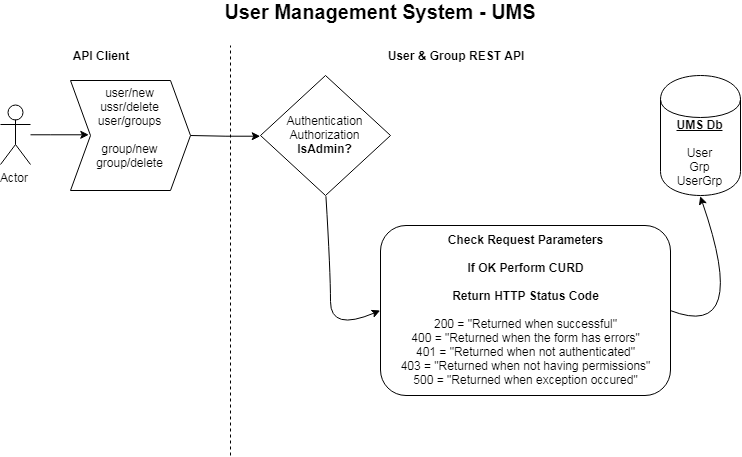 User Management System - UMS
API Client
User & Group REST API
user/new
ussr/delete
user/groups
group/new
group/delete
Actor
Authentication
Authorization
IsAdmin?
UMS Db
User
Grp
UserGrp
Check Request Parameters
If OK Perform CURD
Return HTTP Status Code
200 = "Returned when successful"
400 = "Returned when the form has errors"
401 = "Returned when not authenticated"
403 = "Returned when not having permissions"
500 = "Returned when exception occured"